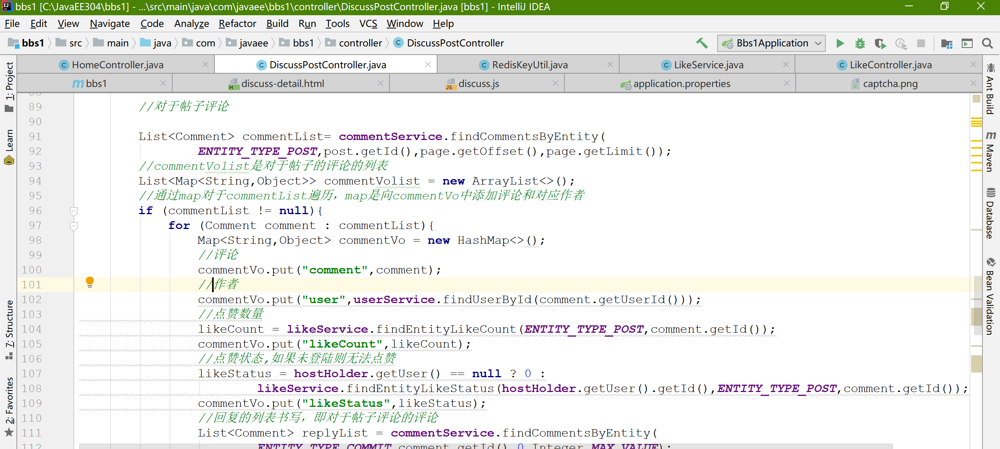 bbs1 [C:\JavaEE304\bbs1] - ...\src\main\java\com\javaee\bbs1\controller\DiscussPostController.java [bbs1] - IntelliJ IDEA
File Edit View Navigate Code Analyze Refactor Build Run Tools VCS Window Help
bbs1 src main java com javaee bbs1 controller DiscussPostController Bbs1Application
HomeController.java DiscussPostController.java RedisKeyUtil.java LikeService.java LikeController.java
bbs1 discuss-detail.html discuss.js application.properties captcha.png
1: Project
Learn
7: Structure
2: Favorites
89 //对于帖子评论
90
91 List<Comment> commentList= commentService.findCommentsByEntity(
92 ENTITY_TYPE_POST,post.getId(),page.getOffset(),page.getLimit());
93 //commentVolist是对于帖子的评论的列表
94 List<Map<String,Object>> commentVolist = new ArrayList<>();
95 //通过map对于commentList遍历，map是向commentVo中添加评论和对应作者
96 if (commentList != null){
97 for (Comment comment : commentList){
98 Map<String,Object> commentVo = new HashMap<>();
99 //评论
100 commentVo.put("comment",comment);
101 //作者
102 commentVo.put("user",userService.findUserById(comment.getUserId()));
103 //点赞数量
104 likeCount = likeService.findEntityLikeCount(ENTITY_TYPE_POST,comment.getId());
105 commentVo.put("likeCount",likeCount);
106 //点赞状态,如果未登陆则无法点赞
107 likeStatus = hostHolder.getUser() == null ? 0 :
108 likeService.findEntityLikeStatus(hostHolder.getUser().getId(),ENTITY_TYPE_POST,comment.getId());
109 commentVo.put("likeStatus",likeStatus);
110 //回复的列表书写，即对于帖子评论的评论
111 List<Comment> replyList = commentService.findCommentsByEntity(
112 ENTITY_TYPE_COMMIT,comment.getId(),0,Integer.MAX_VALUE);
Ant Build
Maven
Database
Bean Validation